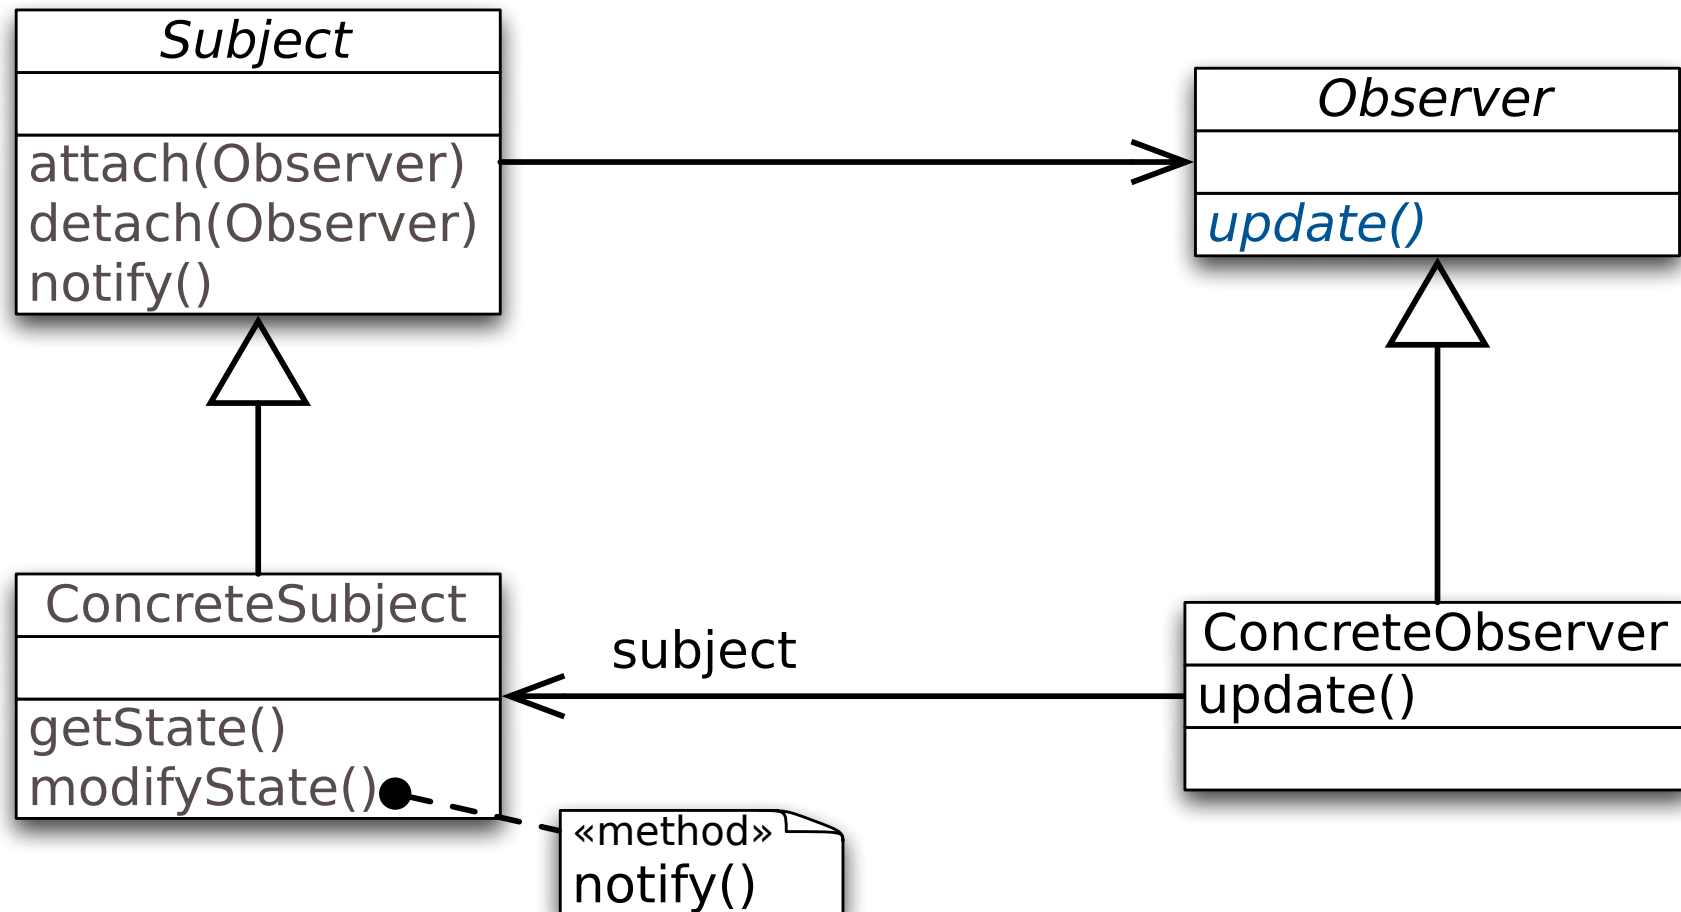 Subject
attach(Observer)
detach(Observer)
notify()
Observer
update()
ConcreteSubject
getState()
modifyState()
subject
ConcreteObserver
update()
«method»
notify()